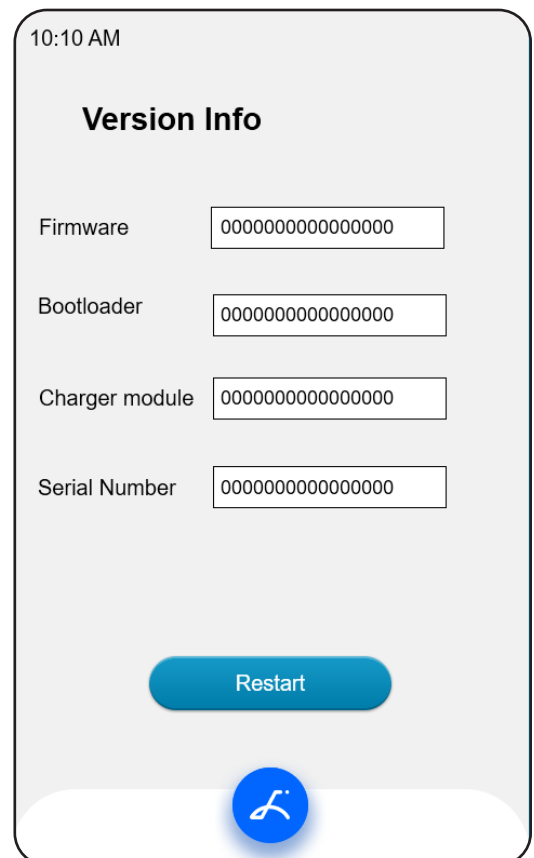 10:10 AM
Version Info
Firmware 0000000000000000
Bootloader 0000000000000000
Charger module 0000000000000000
Serial Number 0000000000000000
Restart